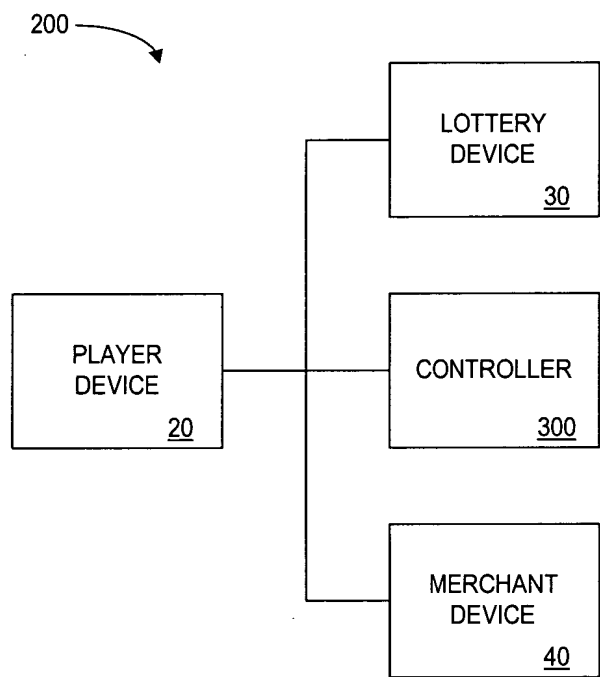 200
LOTTERY
DEVICE
30
PLAYER
DEVICE
20
CONTROLLER
300
MERCHANT
DEVICE
40